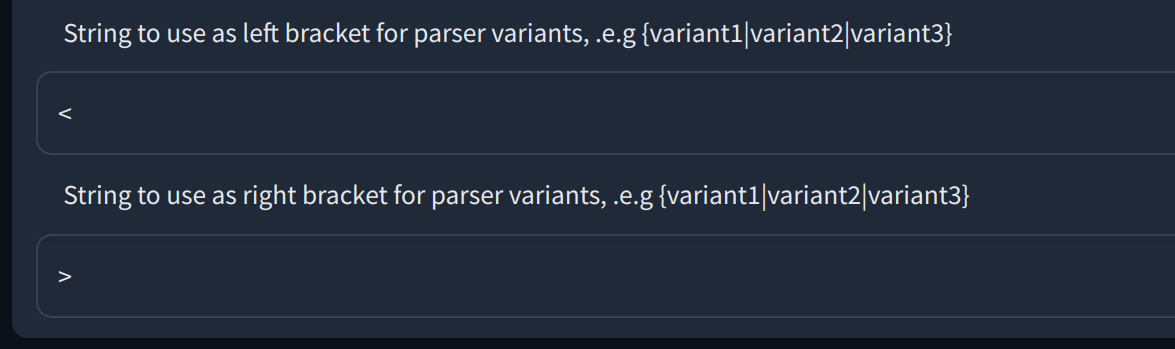 String to use as left bracket for parser variants, .e.g {variant1|variant2|variant3}
<
String to use as right bracket for parser variants, .e.g {variant1|variant2|variant3}
>